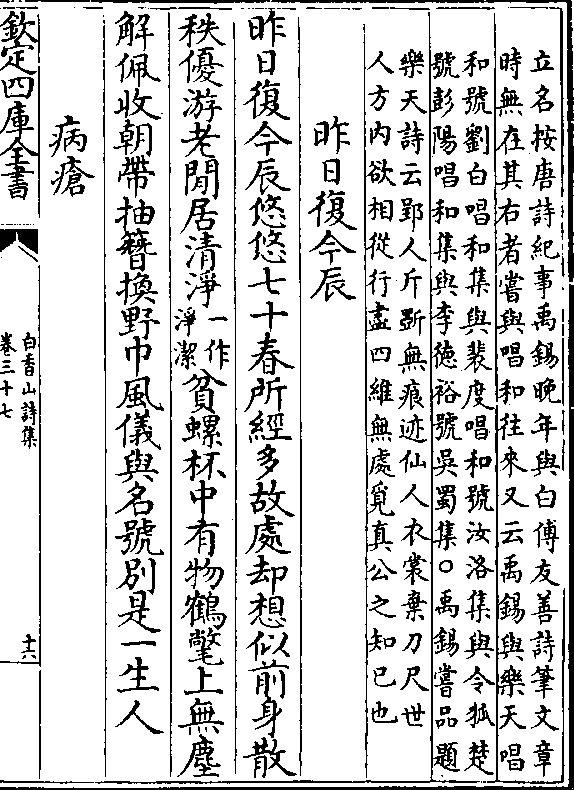 立名按唐詩紀事禹錫晚年與白傅友善詩筆文章
時無在其右者嘗與唱和往來又云禹錫與樂天唱
和號劉白唱和集與裴度唱和號汝洛集與令狐楚
號彭陽唱和集與李德裕號吳蜀集○禹錫嘗品題
樂天詩云郢人斤斵無痕迹仙人衣裳棄刀尺世
人方內欲相從行盡四維無處覓真公之知已也
昨日復今辰
昨日復今辰悠悠七十春所經多故處却想似前身散
秩優游老閒居清淨一作淨潔貧螺杯中有物鶴氅上無塵
解佩收朝帶抽簪換野巾風儀與名號別是一生人
病瘡
欽定四庫全書
白香山詩集
卷三十七
十六